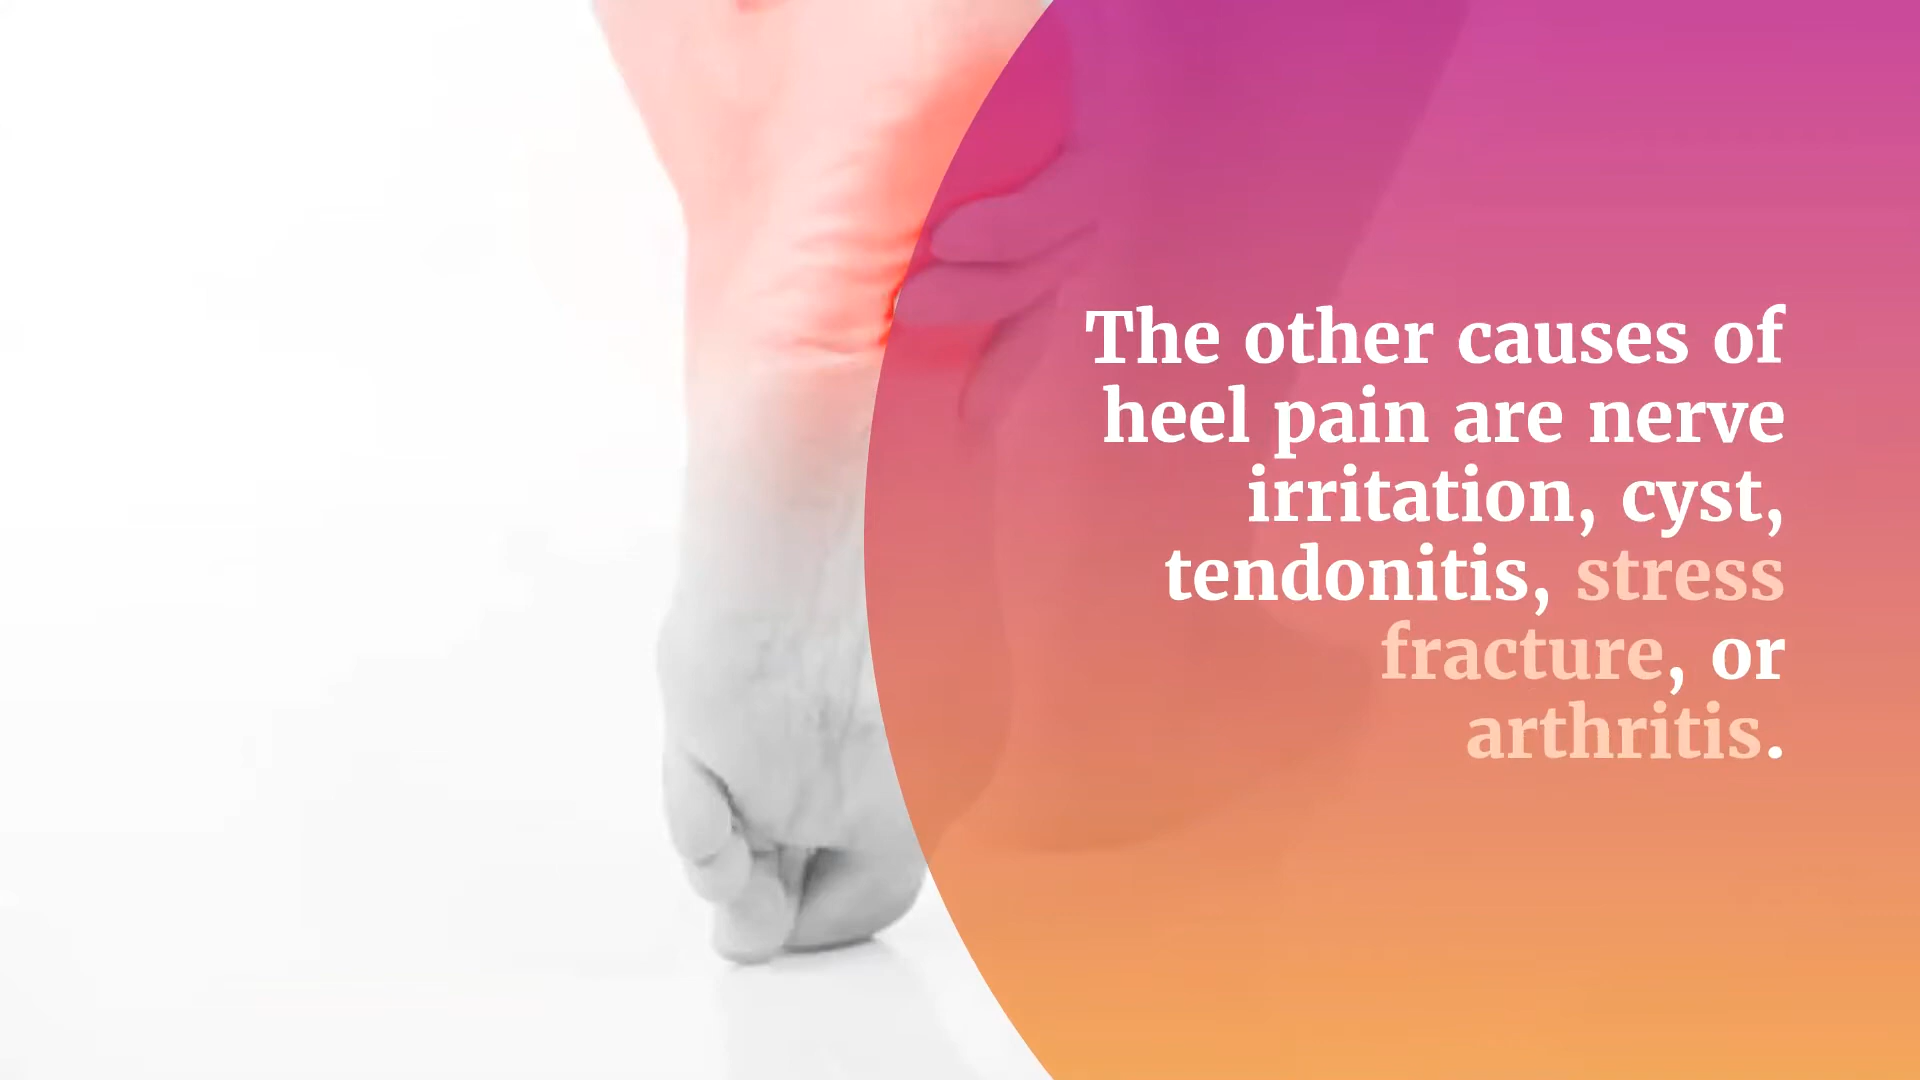 The other causes of
heel pain are nerve
irritation, cyst,
tendonitis, stress
fracture, or
arthritis.